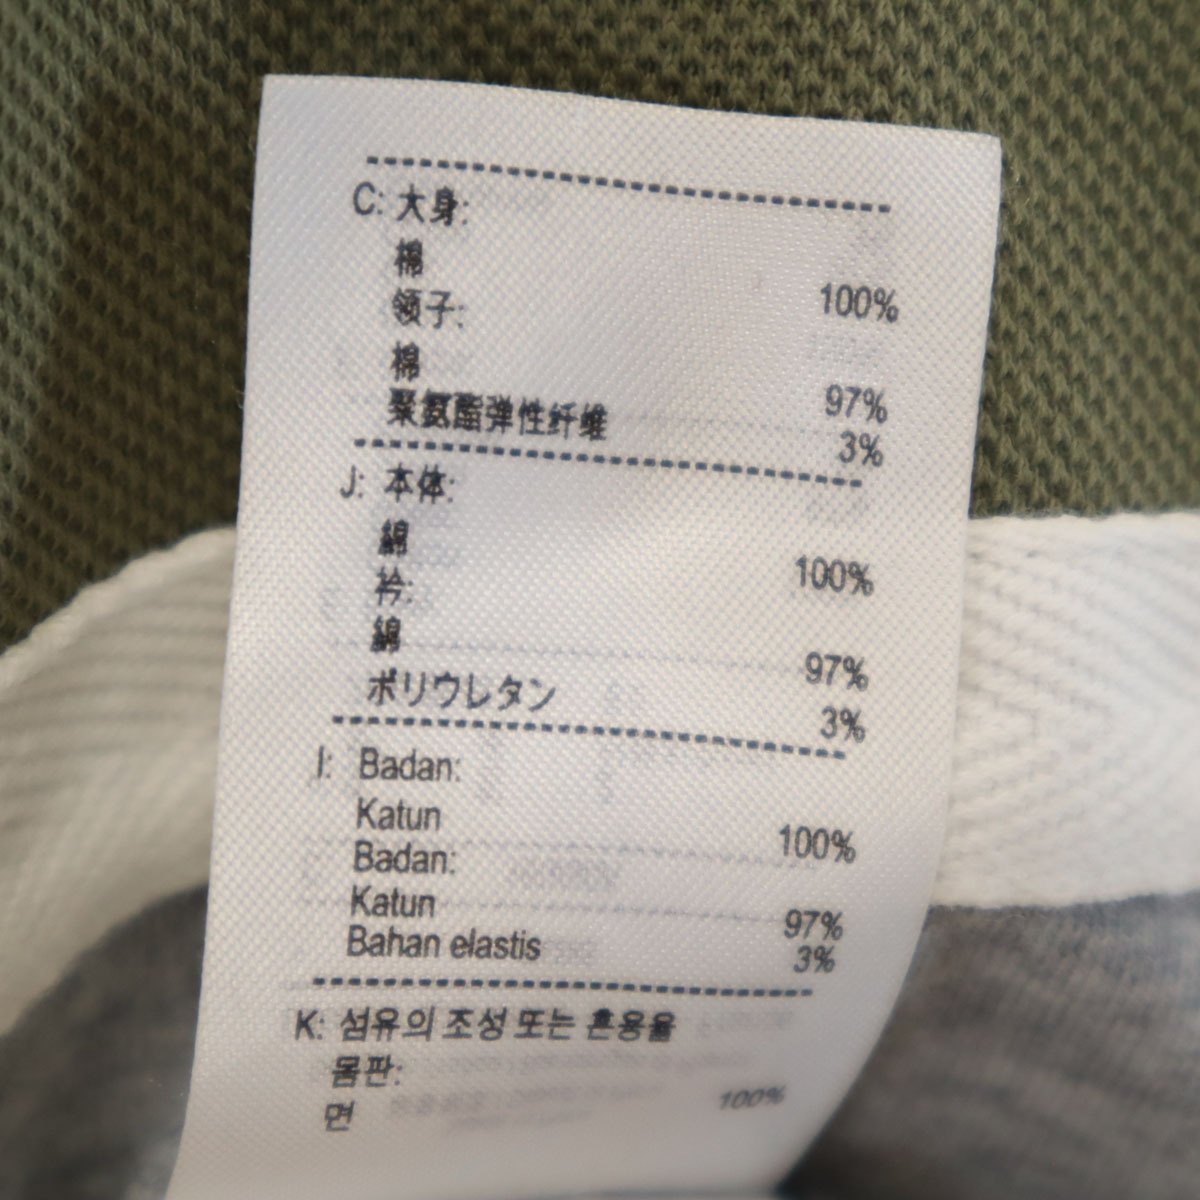 C: 大身:
棉 100%
领子:
棉 97%
聚氨酯弹性纤维 3%
J: 本体:
綿 100%
衿:
綿 97%
ポリウレタン 3%
I: Badan:
Katun 100%
Badan:
Katun 97%
Bahan elastis 3%
K: 섬유의 조성 또는 혼용율
몸판:
면 100%